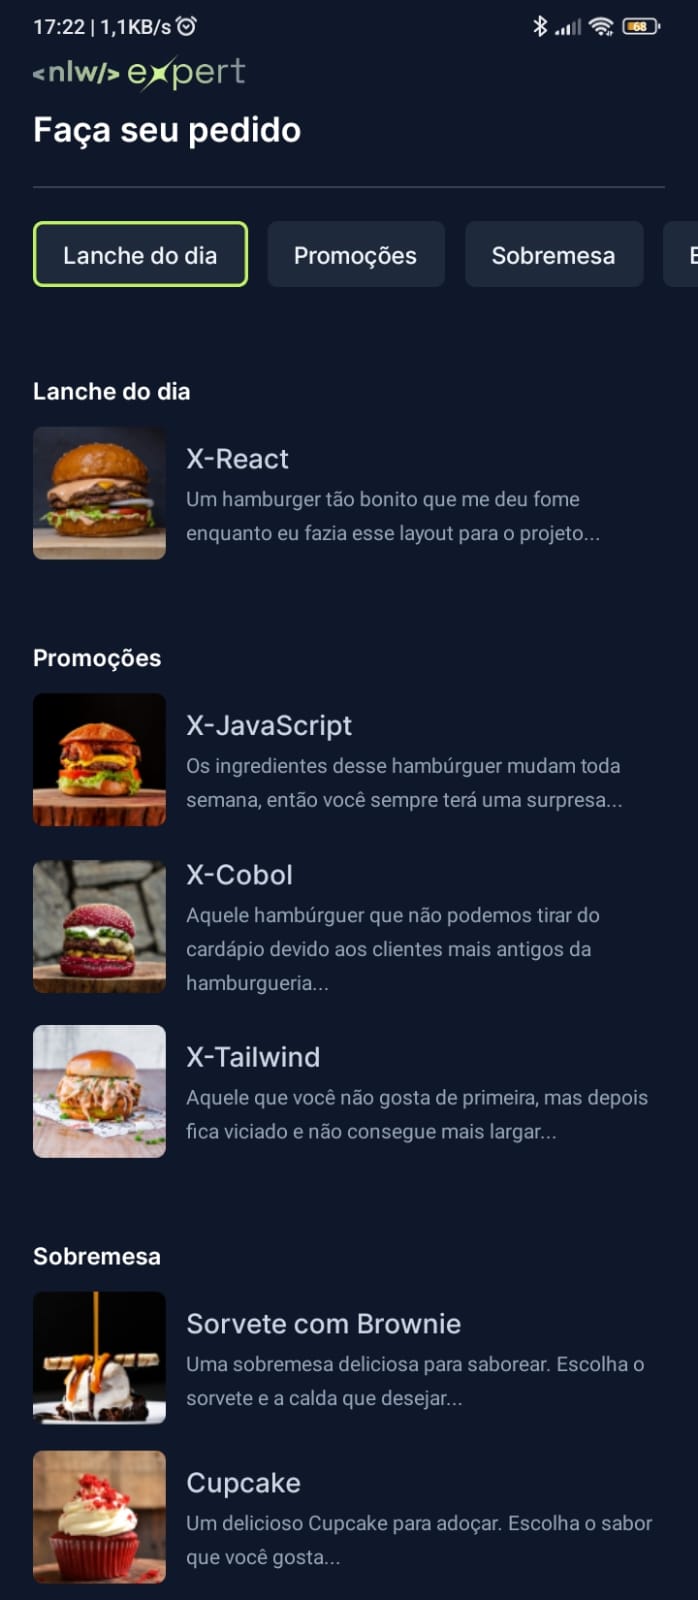 17:22 | 1,1KB/s
68
<nlw/> expert
Faça seu pedido
Lanche do dia
Promoções
Sobremesa
Lanche do dia
X-React
Um hamburger tão bonito que me deu fome
enquanto eu fazia esse layout para o projeto...
Promoções
X-JavaScript
Os ingredientes desse hambúrguer mudam toda
semana, então você sempre terá uma surpresa...
X-Cobol
Aquele hambúrguer que não podemos tirar do
cardápio devido aos clientes mais antigos da
hamburgueria...
X-Tailwind
Aquele que você não gosta de primeira, mas depois
fica viciado e não consegue mais largar...
Sobremesa
Sorvete com Brownie
Uma sobremesa deliciosa para saborear. Escolha o
sorvete e a calda que desejar...
Cupcake
Um delicioso Cupcake para adoçar. Escolha o sabor
que você gosta...